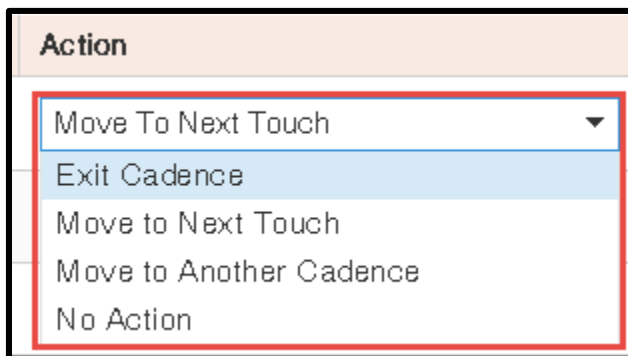 Action
Move To Next Touch
Exit Cadence
Move to Next Touch
Move to Another Cadence
No Action